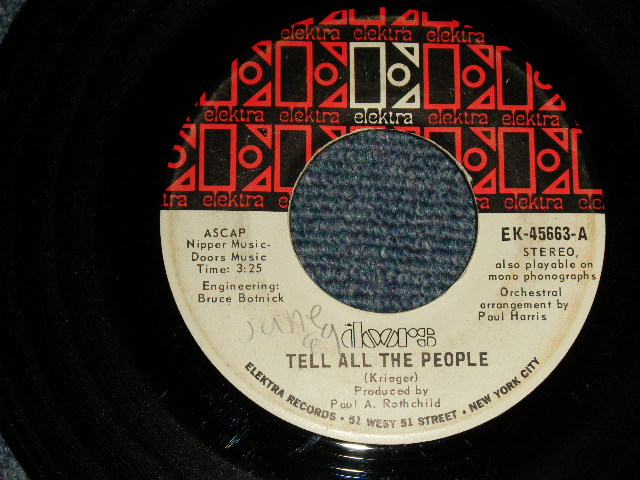 elektra elektra elektra
elektra elektra elektra
elektra
ASCAP
Nipper Music-
Doors Music
Time: 3:25
Engineering:
Bruce Botnick
EK-45663-A
STEREO,
also playable on
mono phonographs
Orchestral
arrangement by
Paul Harris
doors
TELL ALL THE PEOPLE
(Krieger)
Produced by
Paul A. Rothchild
ELEKTRA RECORDS • 51 WEST 51 STREET • NEW YORK CITY